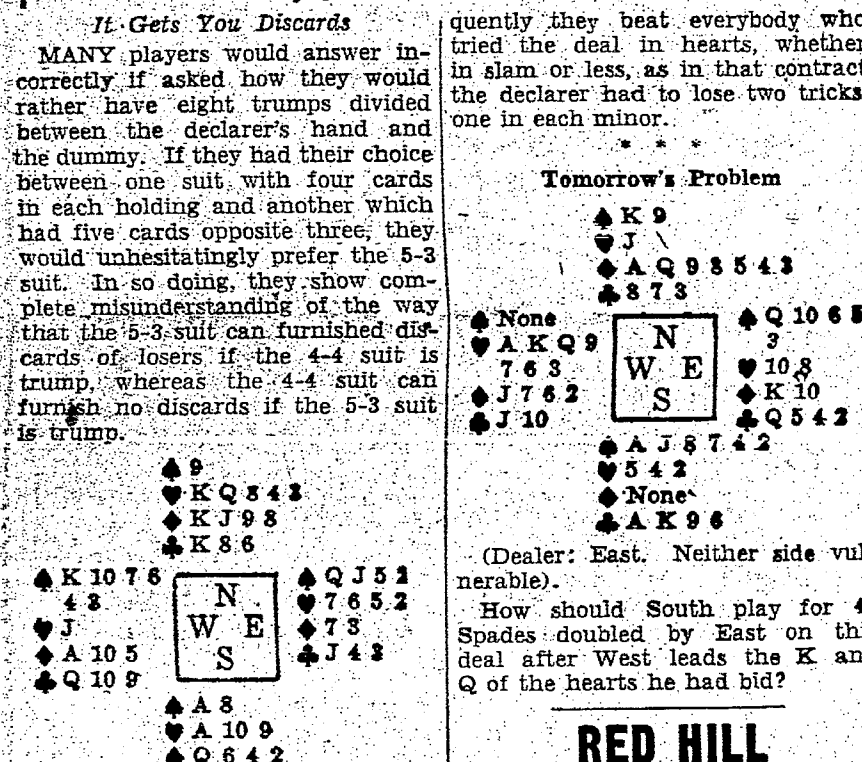 It Gets You Discards
MANY players would answer in-
correctly if asked how they would
rather have eight trumps divided
between the declarer's hand and
the dummy. If they had their choice
between one suit with four cards
in each holding and another which
had five cards opposite three, they
would unhesitatingly prefer the 5-3
suit. In so doing, they show com-
plete misunderstanding of the way
that the 5-3 suit can furnished dis-
cards of losers if the 4-4 suit is
trump, whereas the 4-4 suit can
furnish no discards if the 5-3 suit
is trump.
♠ 9
♥ K Q 8 4 3
♦ K J 9 8
♣ K 8 6
♠ K 10 7 6
4 3
♥ J
♦ A 10 5
♣ Q 10 9
N
W E
S
♠ Q J 5 2
♥ 7 6 5 2
♦ 7 3
♣ J 4 3
♠ A 8
♥ A 10 9
♦ Q 6 4 2
quently they beat everybody who
tried the deal in hearts, whether
in slam or less, as in that contract
the declarer had to lose two tricks
one in each minor.
* * *
Tomorrow's Problem
♠ K 9
♥ J
♦ A Q 9 8 5 4 3
♣ 8 7 3
♠ None
♥ A K Q 9
7 6 3
♦ J 7 6 2
♣ J 10
N
W E
S
♠ Q 10 6 5
3
♥ 10 8
♦ K 10
♣ Q 5 4 2
♠ A J 8 7 4 2
♥ 5 4 2
♦ None
♣ A K 9 6
(Dealer: East. Neither side vul
nerable).
How should South play for 4
Spades doubled by East on th
deal after West leads the K an
Q of the hearts he had bid?
RED HILL